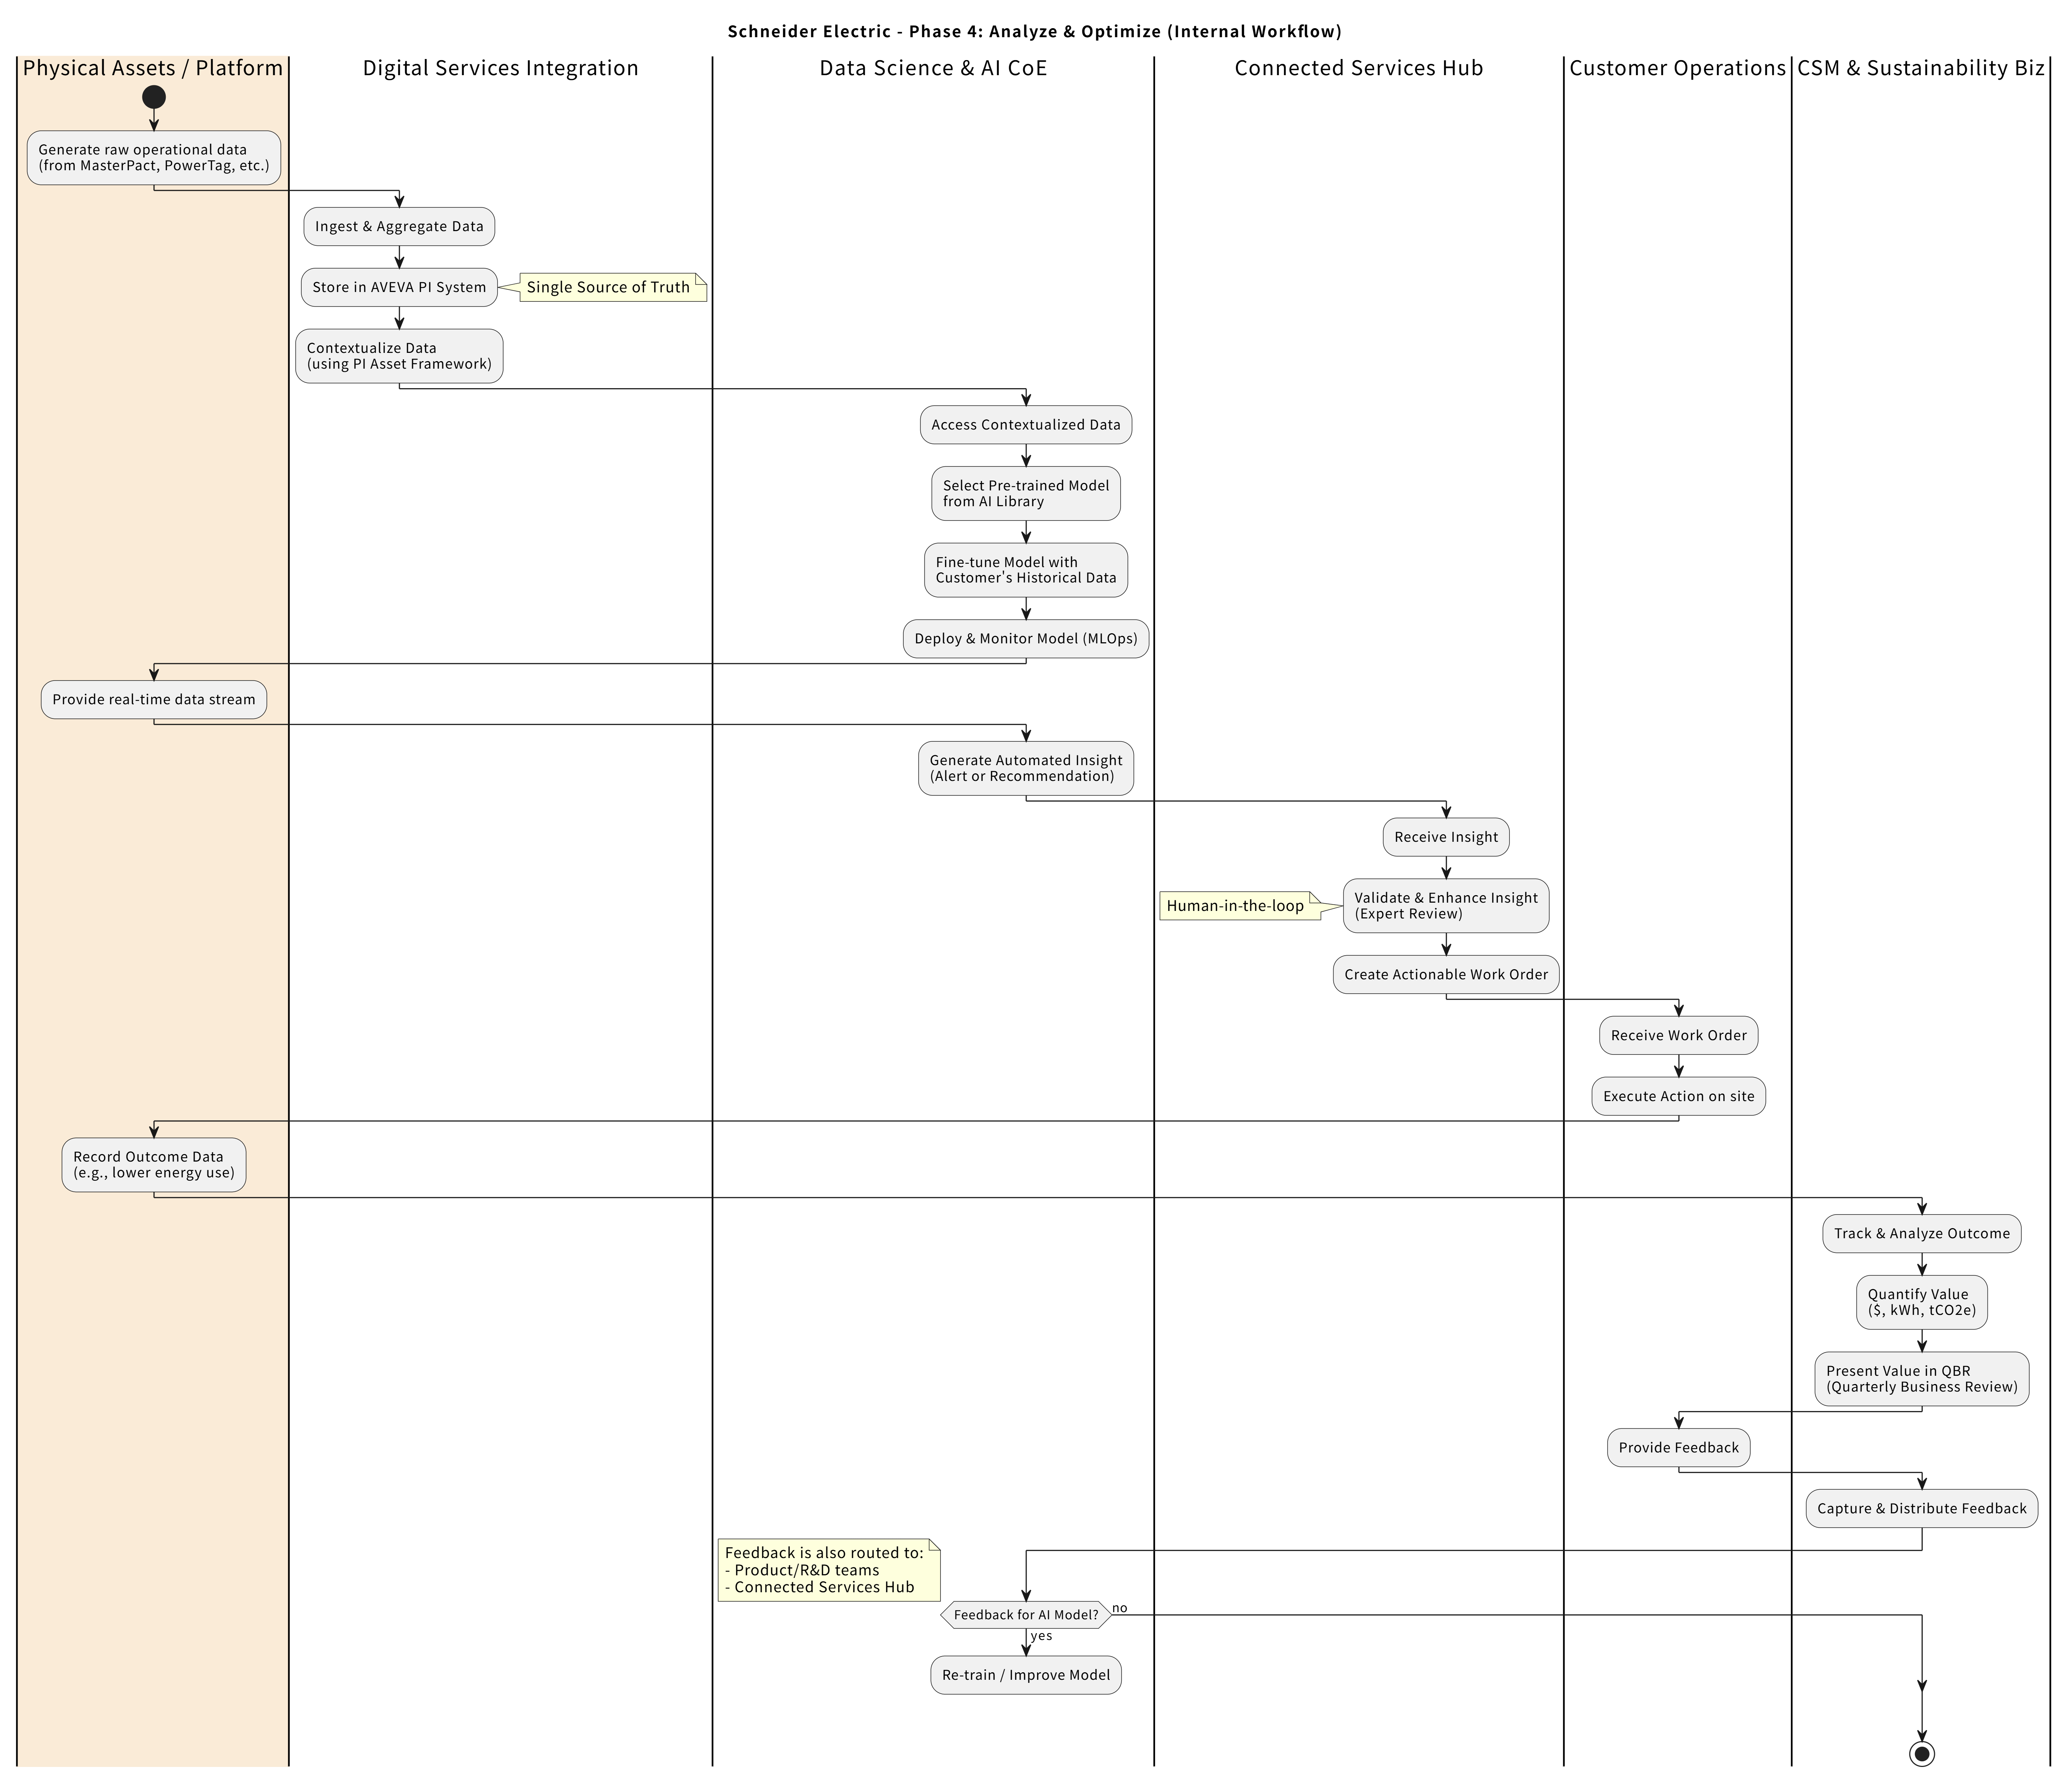 Schneider Electric - Phase 4: Analyze & Optimize (Internal Workflow)
Physical Assets / Platform
Digital Services Integration
Data Science & AI CoE
Connected Services Hub
Customer Operations
CSM & Sustainability Biz
Generate raw operational data
(from MasterPact, PowerTag, etc.)
Ingest & Aggregate Data
Store in AVEVA PI System
Single Source of Truth
Contextualize Data
(using PI Asset Framework)
Access Contextualized Data
Select Pre-trained Model
from AI Library
Fine-tune Model with
Customer's Historical Data
Deploy & Monitor Model (MLOps)
Provide real-time data stream
Generate Automated Insight
(Alert or Recommendation)
Receive Insight
Human-in-the-loop
Validate & Enhance Insight
(Expert Review)
Create Actionable Work Order
Receive Work Order
Execute Action on site
Record Outcome Data
(e.g., lower energy use)
Track & Analyze Outcome
Quantify Value
($, kWh, tCO2e)
Present Value in QBR
(Quarterly Business Review)
Provide Feedback
Capture & Distribute Feedback
Feedback is also routed to:
- Product/R&D teams
- Connected Services Hub
Feedback for AI Model?
no
yes
Re-train / Improve Model